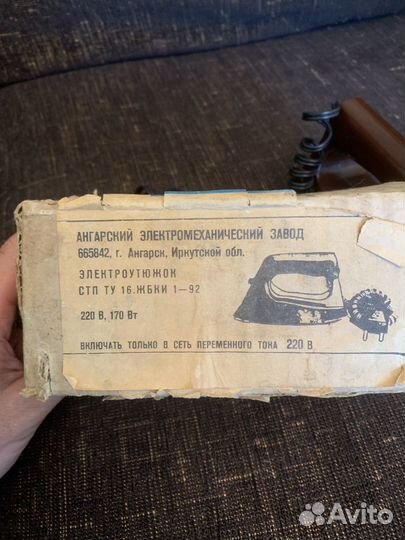 АНГАРСКИЙ ЭЛЕКТРОМЕХАНИЧЕСКИЙ ЗАВОД
665842, г. Ангарск, Иркутской обл.
ЭЛЕКТРОУТЮЖОК
СТП ТУ 16.ЖБКИ 1—92
220 В, 170 Вт
ВКЛЮЧАТЬ ТОЛЬКО В СЕТЬ ПЕРЕМЕННОГО ТОКА 220 В
Avito